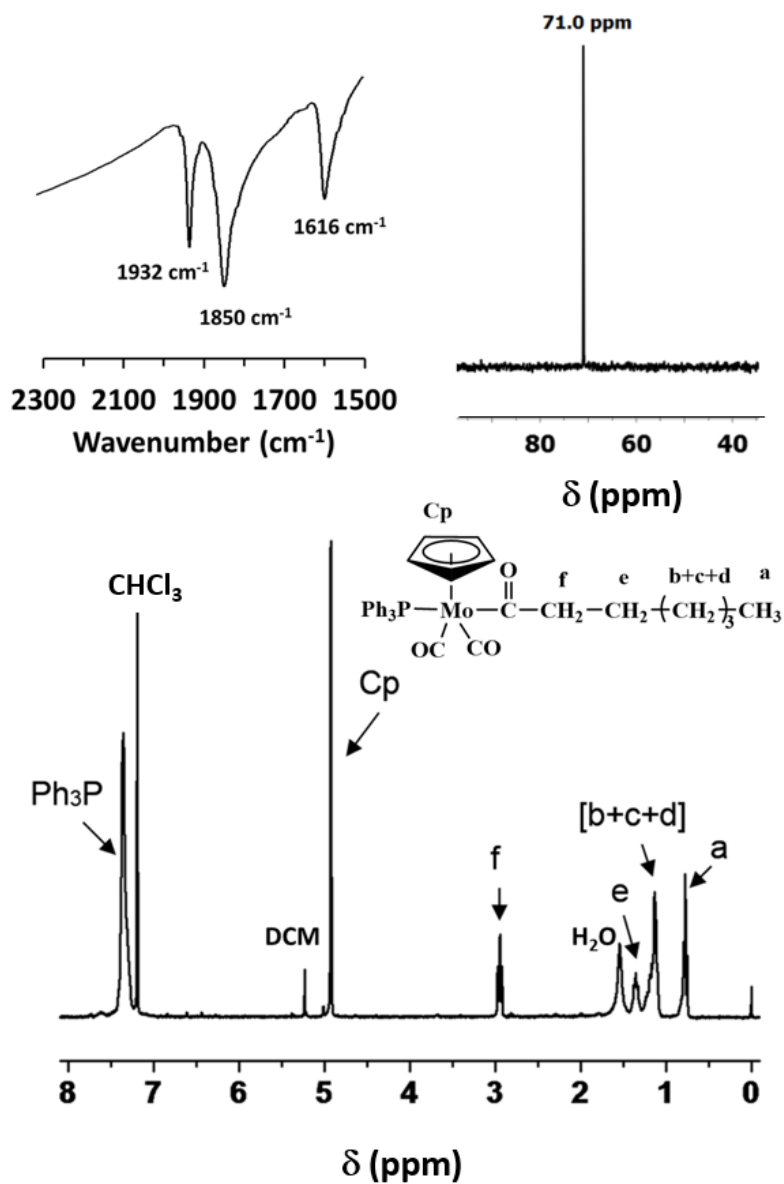 71.0 ppm
1932 cm-1
1850 cm-1
1616 cm-1
2300 2100 1900 1700 1500
Wavenumber (cm-1)
80 60 40
δ (ppm)
Cp
O
f e b+c+d a
Ph3P Mo C CH2 CH2 (CH2)3 CH3
OC CO
CHCl3
Cp
Ph3P
[b+c+d]
f
a
e
DCM
H2O
8 7 6 5 4 3 2 1 0
δ (ppm)